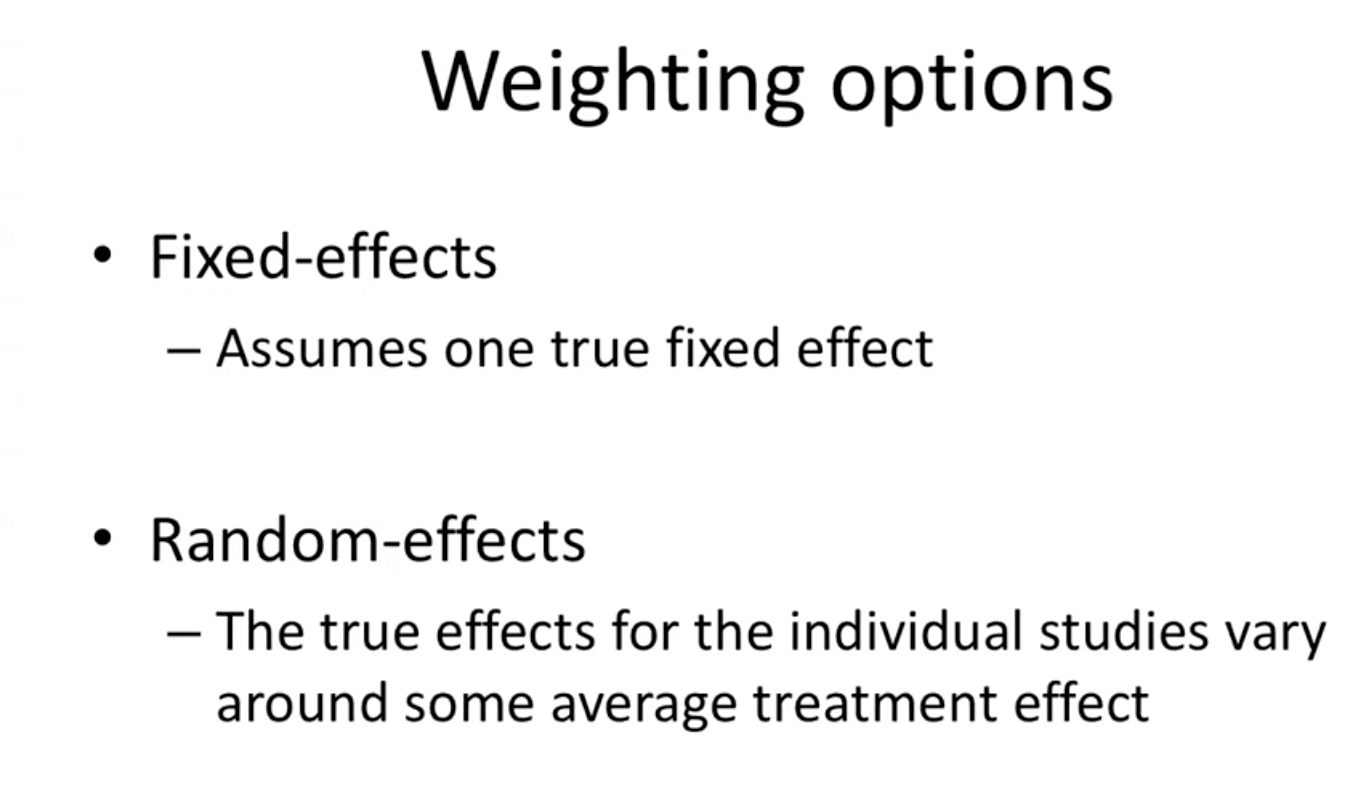 Weighting options
• Fixed-effects
– Assumes one true fixed effect
• Random-effects
– The true effects for the individual studies vary
around some average treatment effect